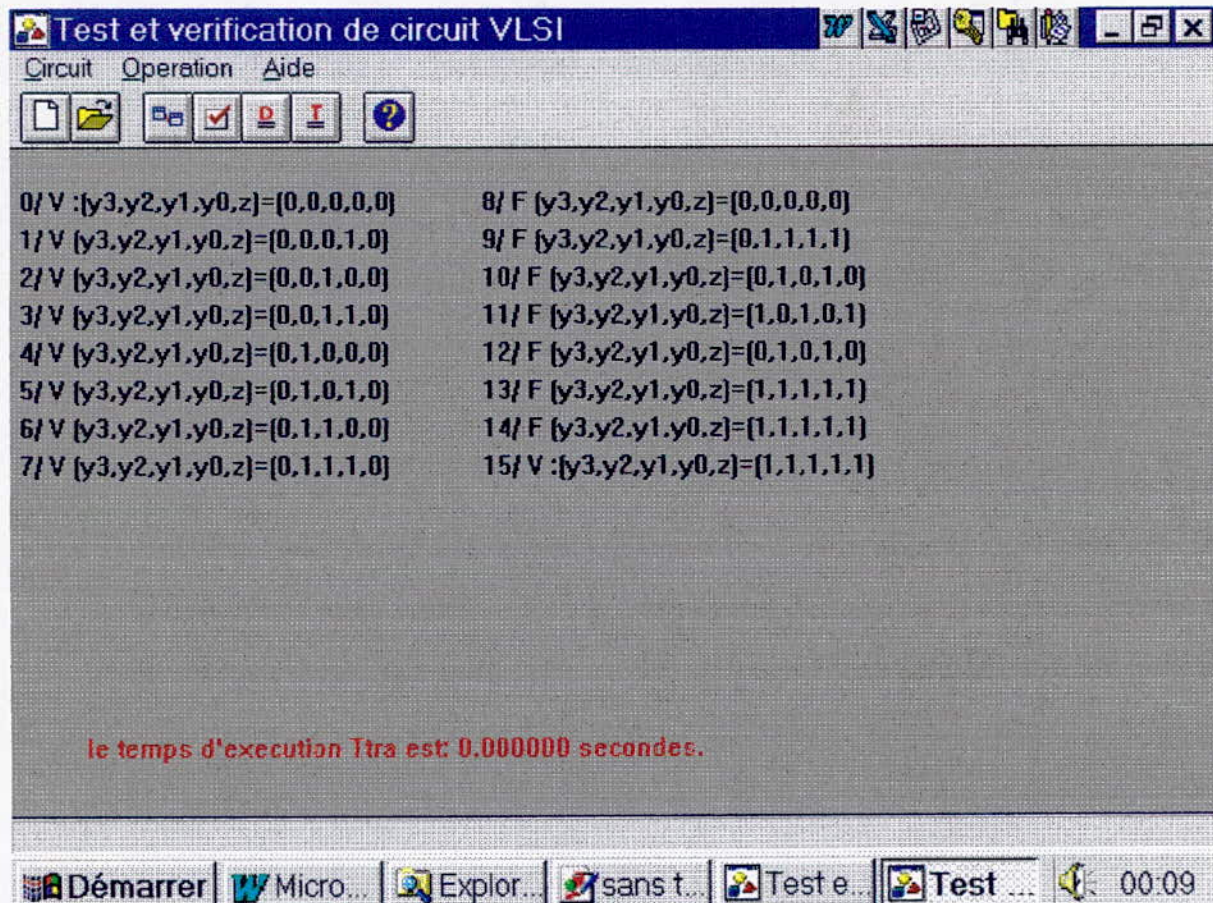 Test et verification de circuit VLSI
Circuit Operation Aide
D T ?
0/ V :(y3,y2,y1,y0,z)=(0,0,0,0,0)
1/ V (y3,y2,y1,y0,z)=(0,0,0,1,0)
2/ V (y3,y2,y1,y0,z)=(0,0,1,0,0)
3/ V (y3,y2,y1,y0,z)=(0,0,1,1,0)
4/ V (y3,y2,y1,y0,z)=(0,1,0,0,0)
5/ V (y3,y2,y1,y0,z)=(0,1,0,1,0)
6/ V (y3,y2,y1,y0,z)=(0,1,1,0,0)
7/ V (y3,y2,y1,y0,z)=(0,1,1,1,0)
8/ F (y3,y2,y1,y0,z)=(0,0,0,0,0)
9/ F (y3,y2,y1,y0,z)=(0,1,1,1,1)
10/ F (y3,y2,y1,y0,z)=(0,1,0,1,0)
11/ F (y3,y2,y1,y0,z)=(1,0,1,0,1)
12/ F (y3,y2,y1,y0,z)=(0,1,0,1,0)
13/ F (y3,y2,y1,y0,z)=(1,1,1,1,1)
14/ F (y3,y2,y1,y0,z)=(1,1,1,1,1)
15/ V :(y3,y2,y1,y0,z)=(1,1,1,1,1)
le temps d'execution Ttra est: 0.000000 secondes.
Démarrer Micro... Explor... sans t... Test e... Test ... 00:09